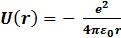 U(r) = − e² / 4πε₀r